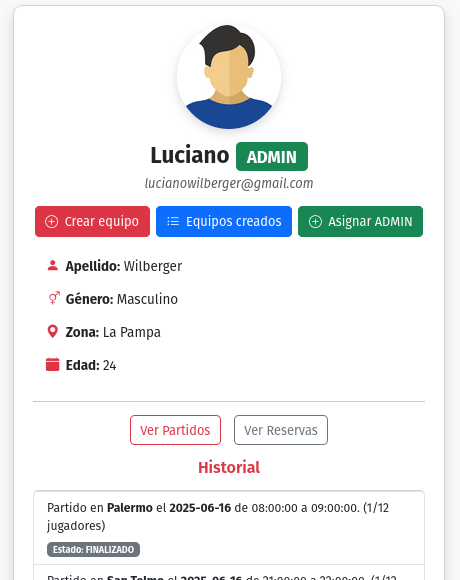 Luciano ADMIN
lucianowilberger@gmail.com
Crear equipo Equipos creados Asignar ADMIN
Apellido: Wilberger
Género: Masculino
Zona: La Pampa
Edad: 24
Ver Partidos Ver Reservas
Historial
Partido en Palermo el 2025-06-16 de 08:00:00 a 09:00:00. (1/12
jugadores)
Estado: FINALIZADO
Partido en San Telmo el 2025-06-16 de 21:00:00 a 22:00:00. (1/12